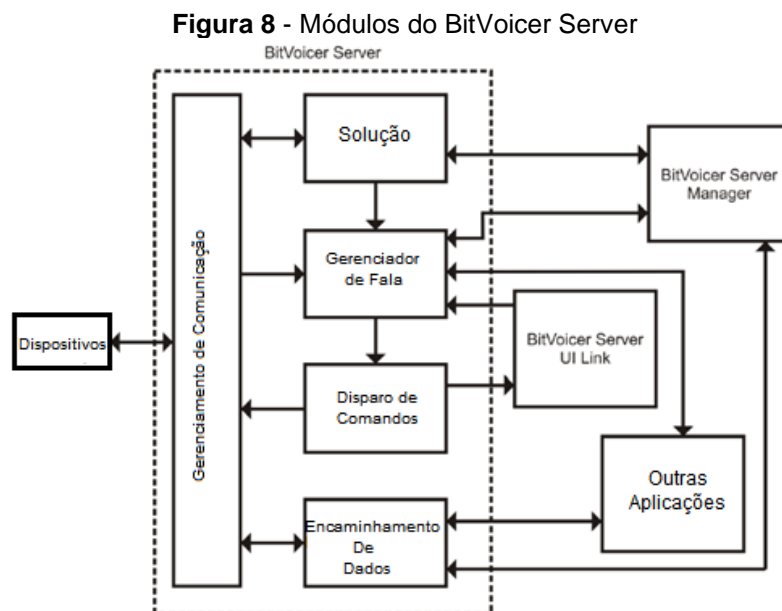 Figura 8 - Módulos do BitVoicer Server
BitVoicer Server
Gerenciamento de Comunicação
Solução
BitVoicer Server
Manager
Gerenciador
de Fala
Dispositivos
BitVoicer Server
UI Link
Disparo de
Comandos
Outras
Aplicações
Encaminhamento
De
Dados